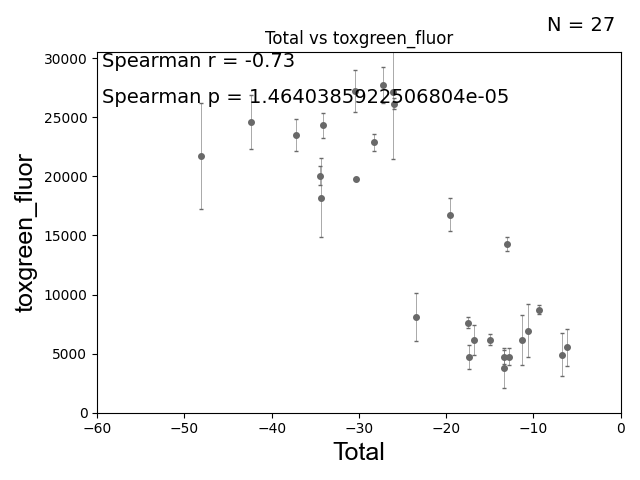 N = 27
Total vs toxgreen_fluor
Spearman r = -0.73
Spearman p = 1.4640385922506804e-05
30000
25000
20000
15000
10000
5000
0
toxgreen_fluor
−60 −50 −40 −30 −20 −10 0
Total